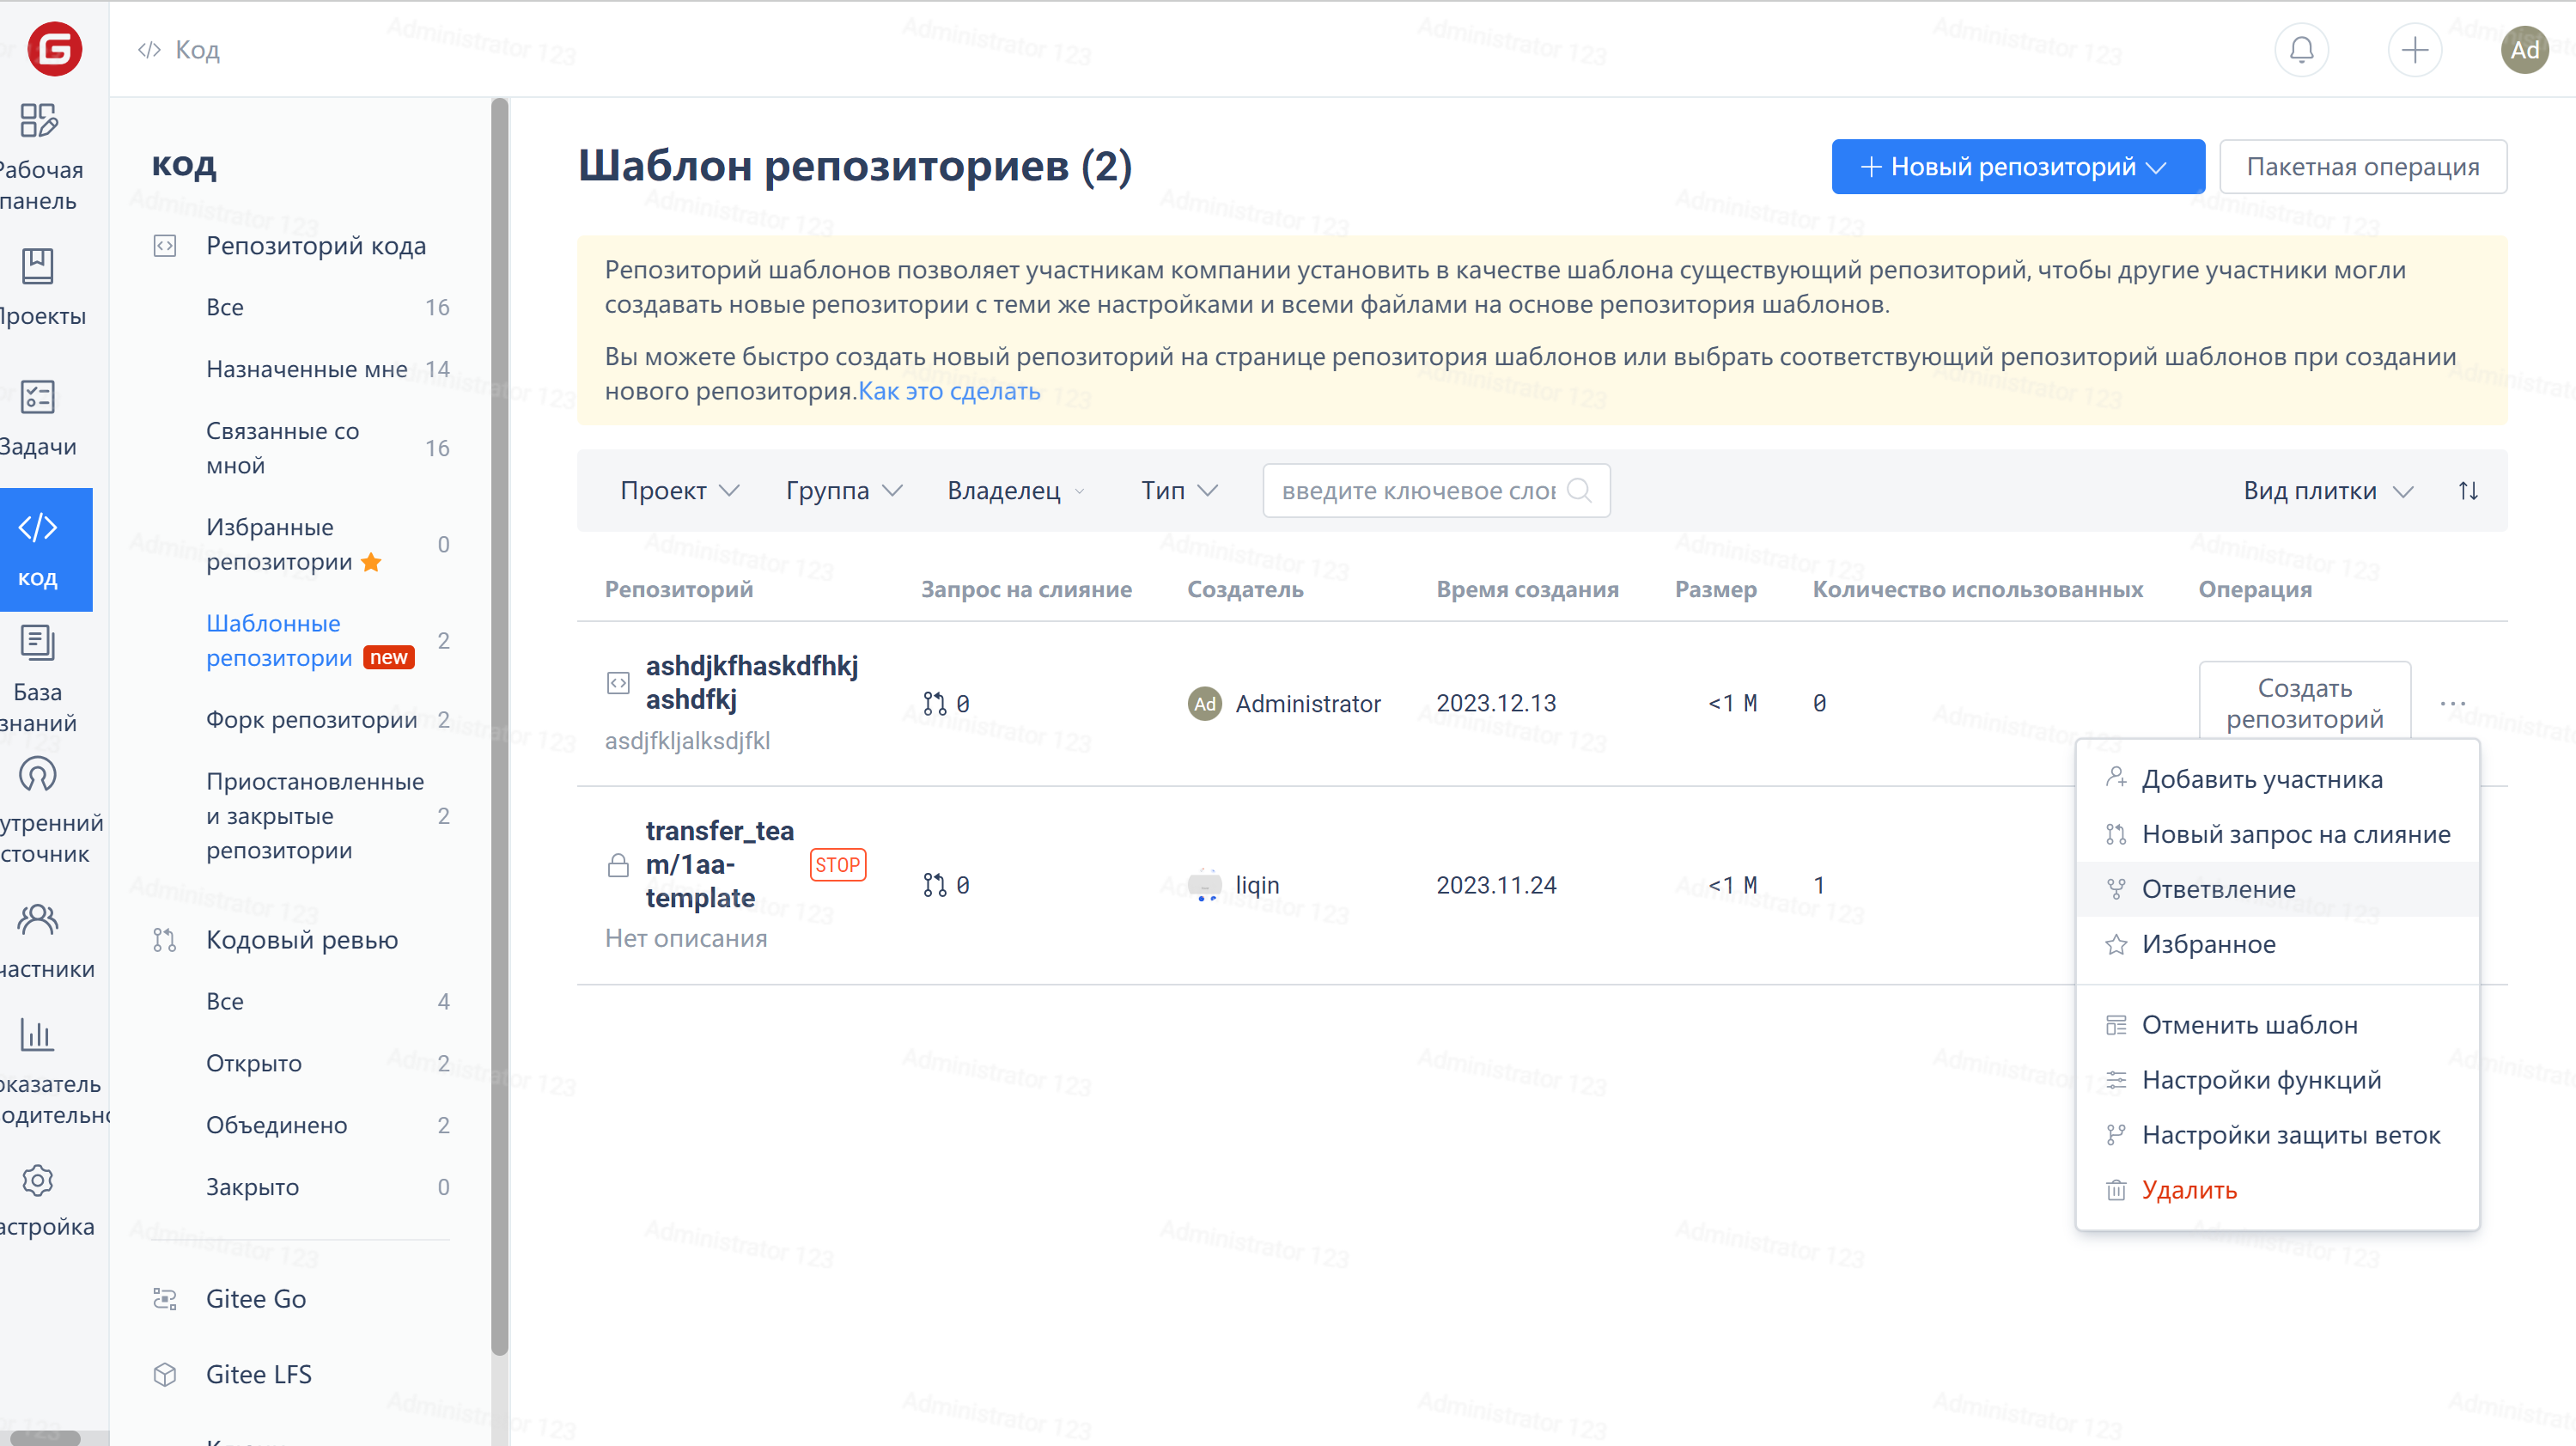 Код
Ad
Рабочая
панель
Проекты
Задачи
код
База
знаний
утренний
сточник
частники
оказатель
одительно
астройка
код
Репозиторий кода
Все 16
Назначенные мне 14
Связанные со
мной 16
Избранные
репозитории 0
Шаблонные
репозитории new 2
Форк репозитории 2
Приостановленные
и закрытые
репозитории 2
Кодовый ревью
Все 4
Открыто 2
Объединено 2
Закрыто 0
Gitee Go
Gitee LFS
Шаблон репозиториев (2)
Новый репозиторий
Пакетная операция
Репозиторий шаблонов позволяет участникам компании установить в качестве шаблона существующий репозиторий, чтобы другие участники могли
создавать новые репозитории с теми же настройками и всеми файлами на основе репозитория шаблонов.
Вы можете быстро создать новый репозиторий на странице репозитория шаблонов или выбрать соответствующий репозиторий шаблонов при создании
нового репозитория.Как это сделать
Проект Группа Владелец Тип введите ключевое слов Вид плитки
Репозиторий Запрос на слияние Создатель Время создания Размер Количество использованных Операция
ashdjkfhaskdfhkj
ashdfkj
asdjfkljalksdjfkl
0 Ad Administrator 2023.12.13 <1 M 0
Создать
репозиторий
...
transfer_tea
m/1aa-
template
STOP
Нет описания
0 liqin 2023.11.24 <1 M 1
Добавить участника
Новый запрос на слияние
Ответвление
Избранное
Отменить шаблон
Настройки функций
Настройки защиты веток
Удалить
Administrator 123